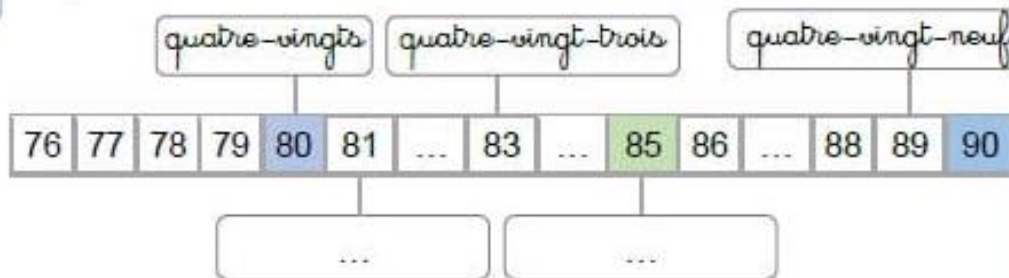 quatre-vingts quatre-vingt-trois quatre-vingt-neuf
76 77 78 79 80 81 ... 83 ... 85 86 ... 88 89 90
... ...